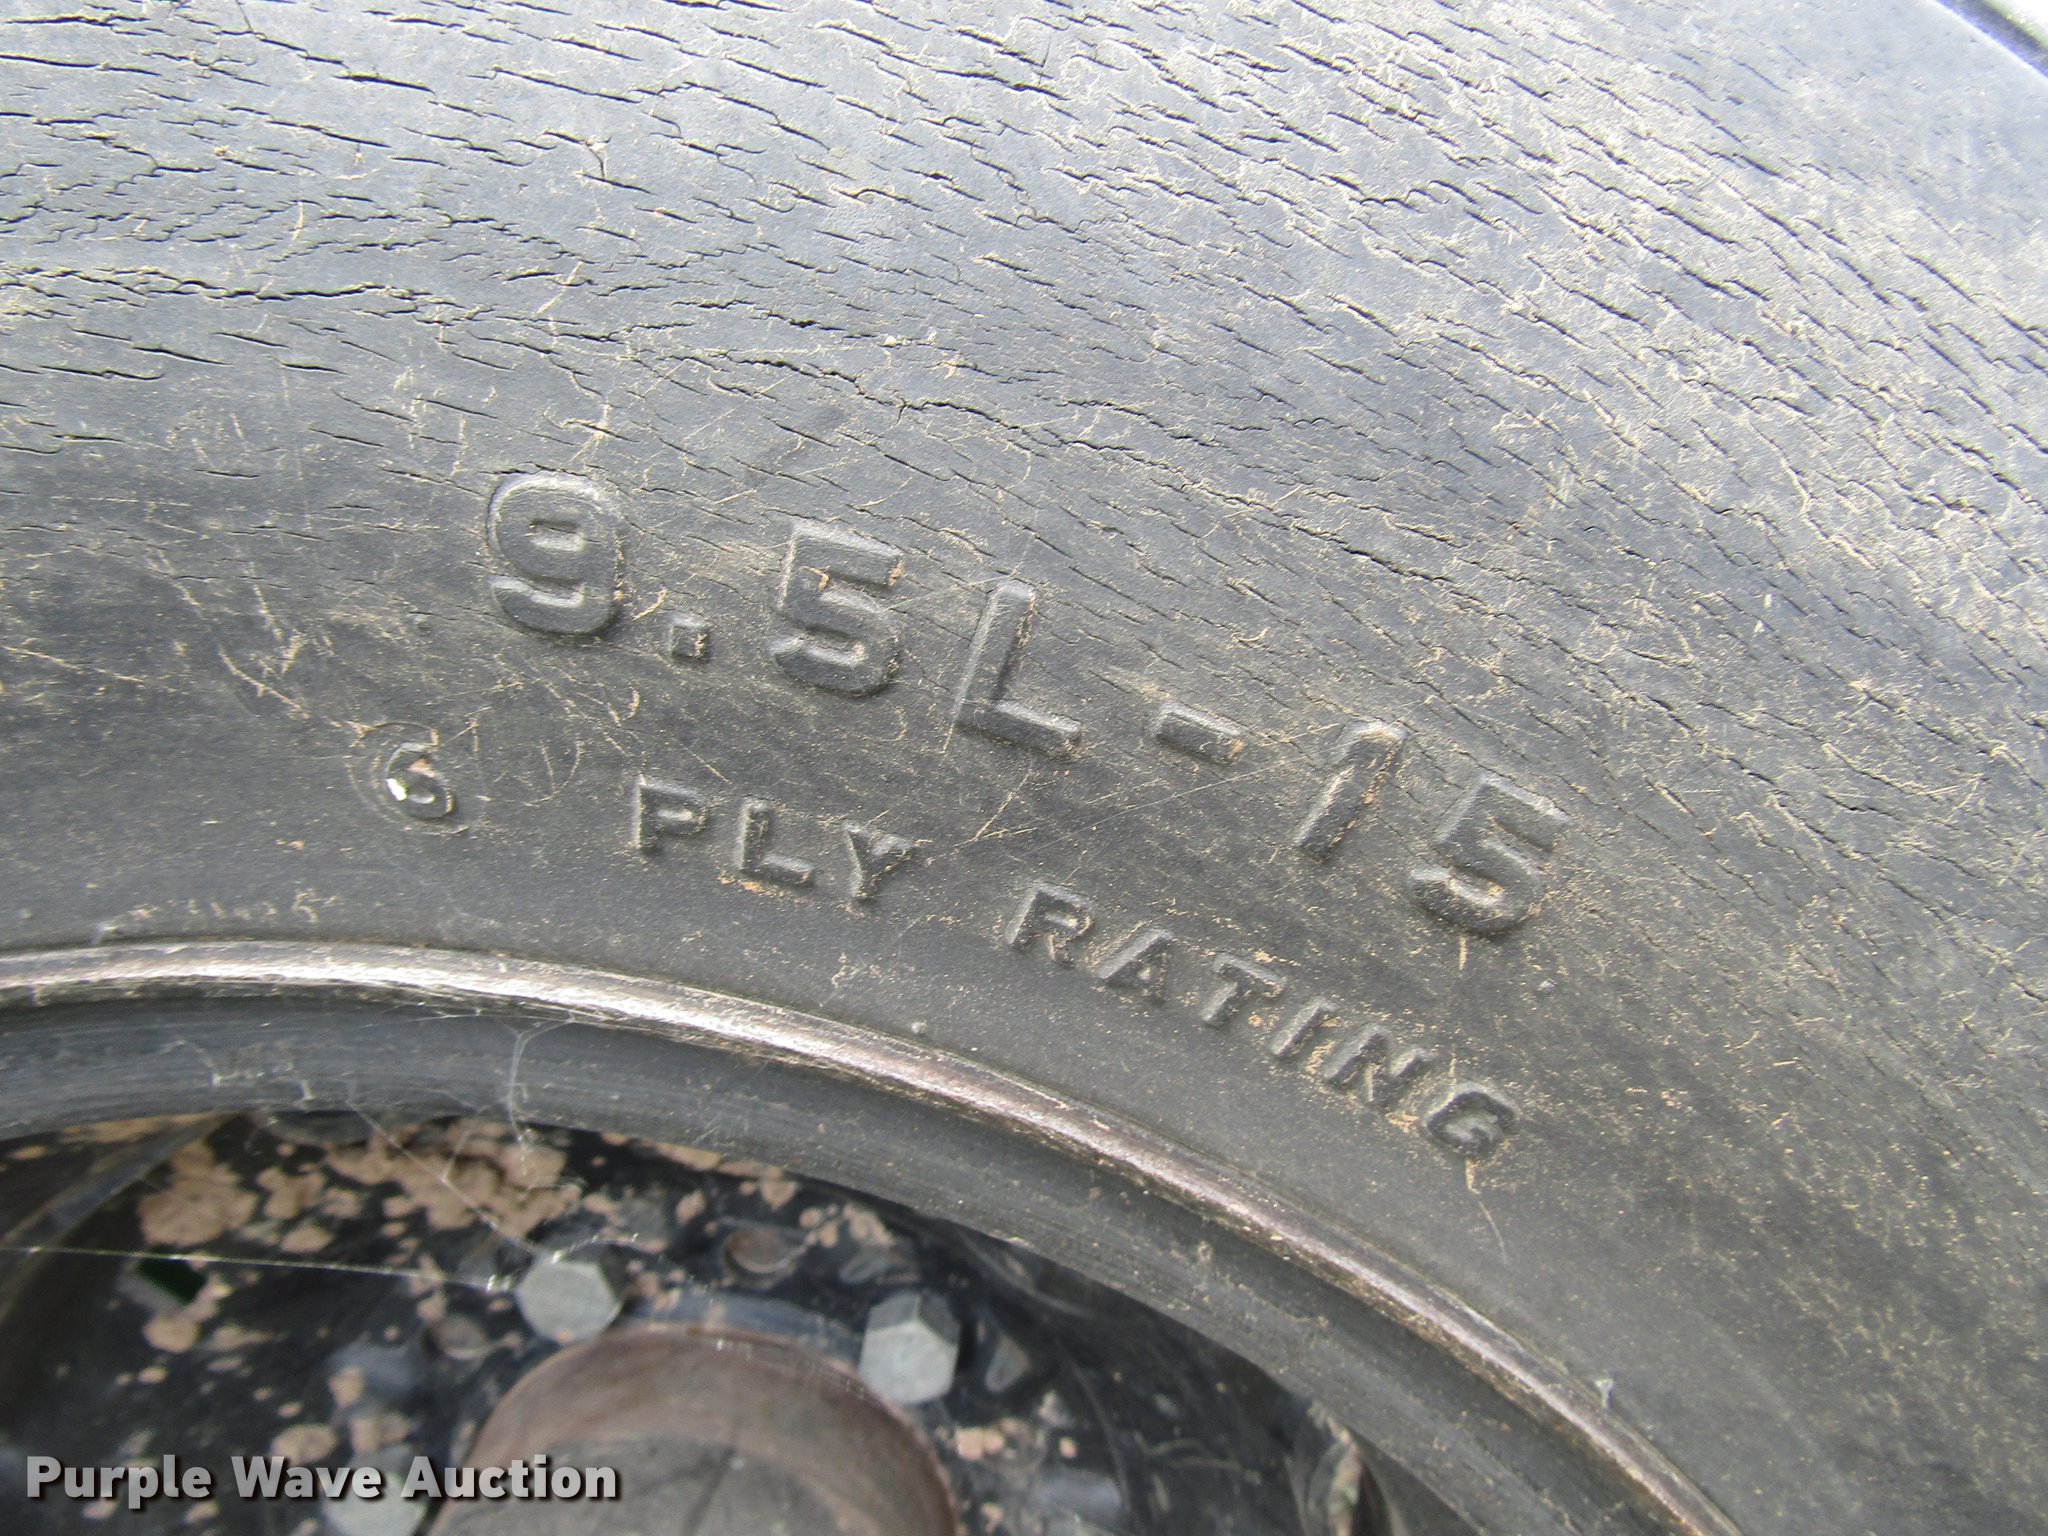 9.5L-15
6 PLY RATING
Purple Wave Auction